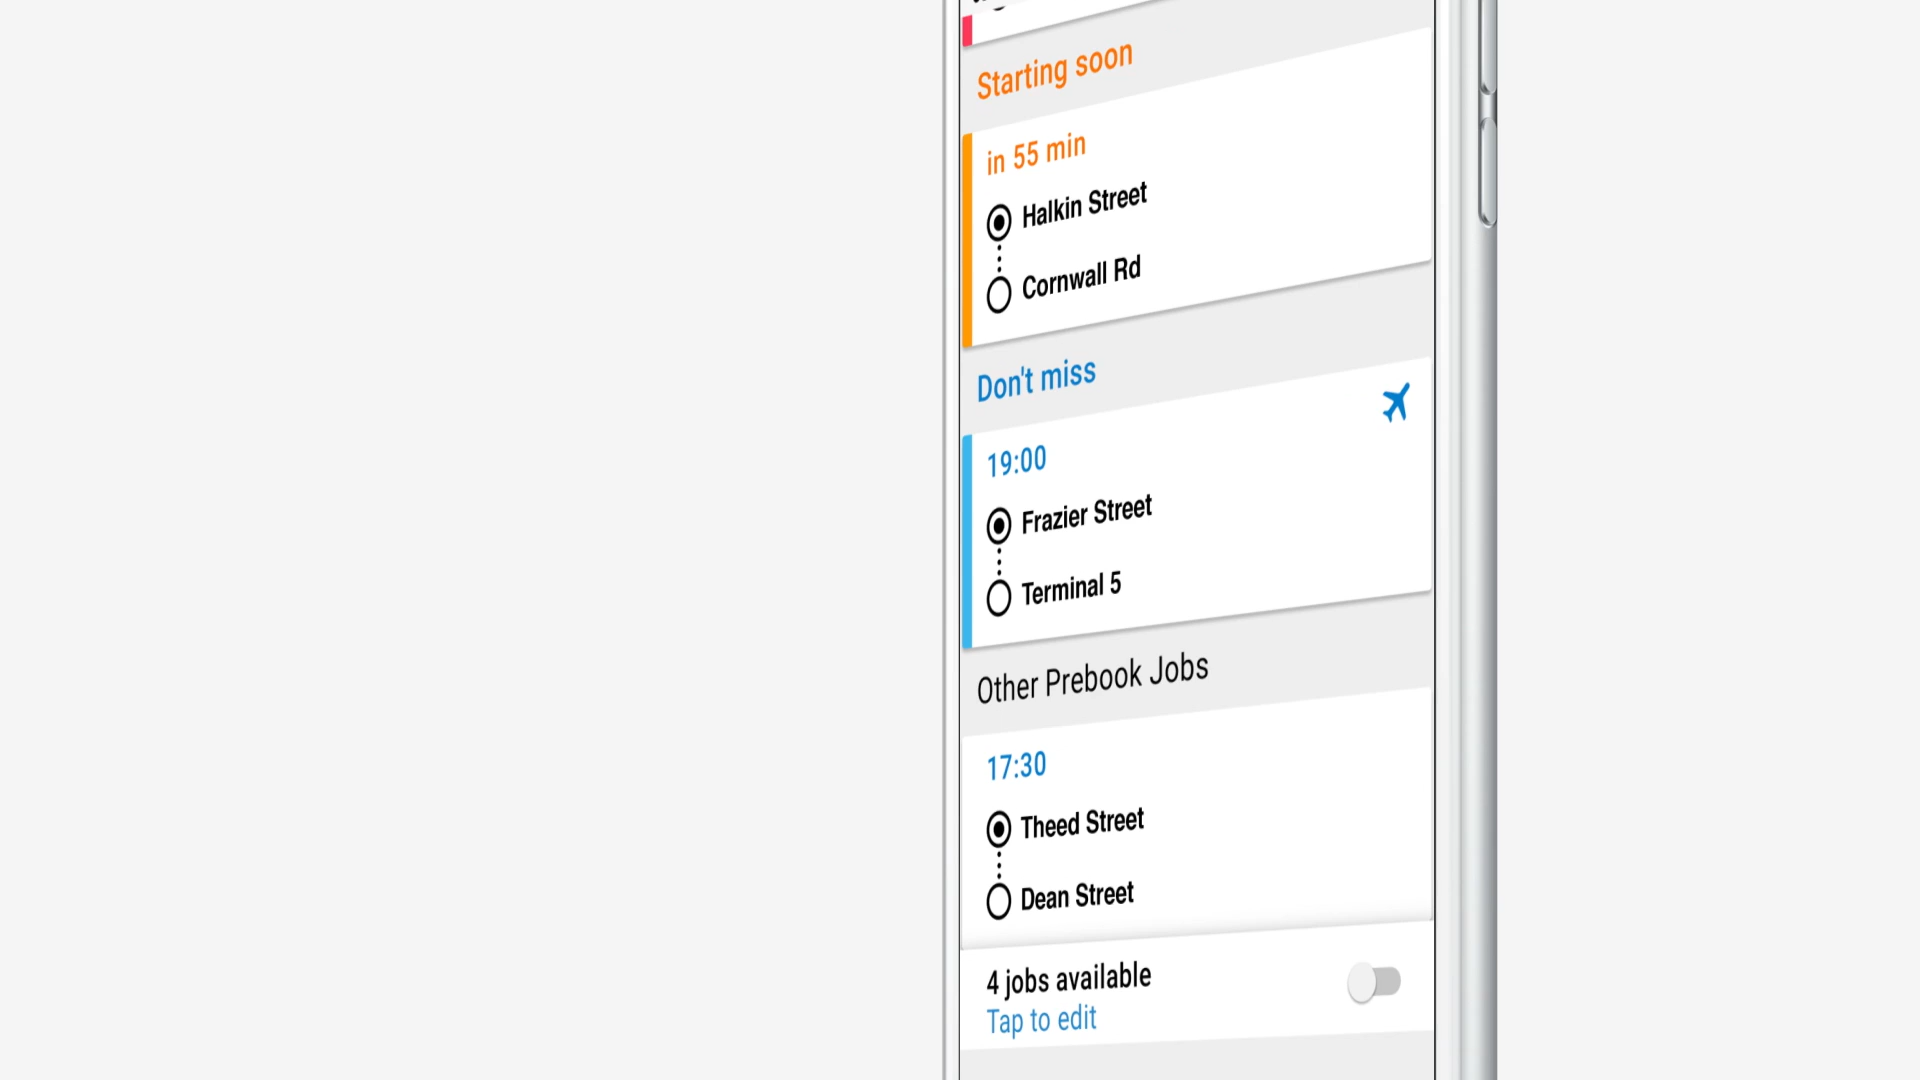 Starting soon
in 55 min
Halkin Street
Cornwall Rd
Don't miss
19:00
Frazier Street
Terminal 5
Other Prebook Jobs
17:30
Theed Street
Dean Street
4 jobs available
Tap to edit